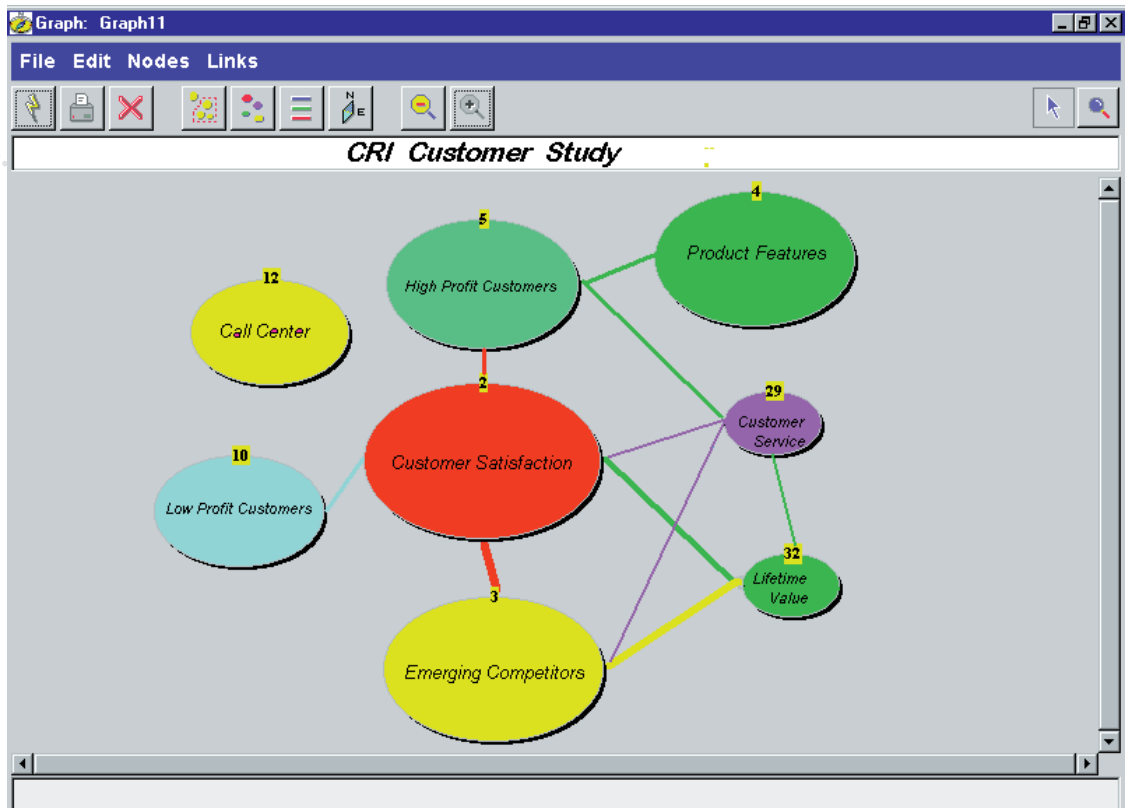 Graph: Graph11
File Edit Nodes Links
N
E
CRI Customer Study
4
Product Features
5
High Profit Customers
12
Call Center
2
Customer Satisfaction
29
Customer
Service
10
Low Profit Customers
32
Lifetime
Value
3
Emerging Competitors